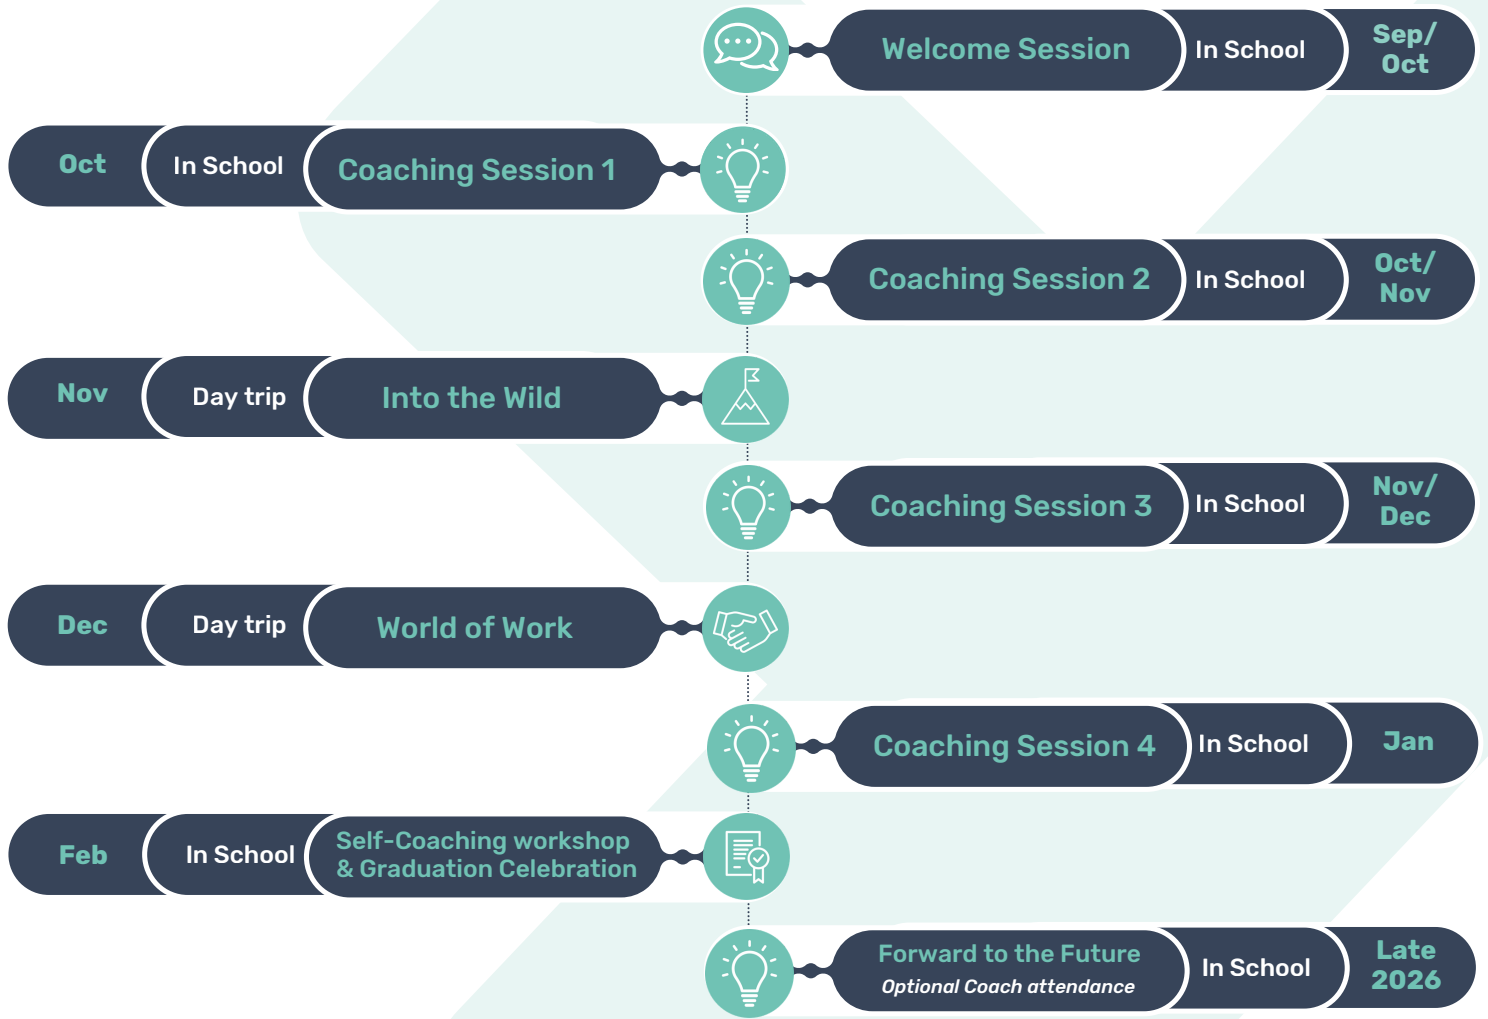 Welcome Session
In School
Sep/
Oct
Oct
In School
Coaching Session 1
Coaching Session 2
In School
Oct/
Nov
Nov
Day trip
Into the Wild
Coaching Session 3
In School
Nov/
Dec
Dec
Day trip
World of Work
Coaching Session 4
In School
Jan
Feb
In School
Self-Coaching workshop
& Graduation Celebration
Forward to the Future
Optional Coach attendance
In School
Late
2026